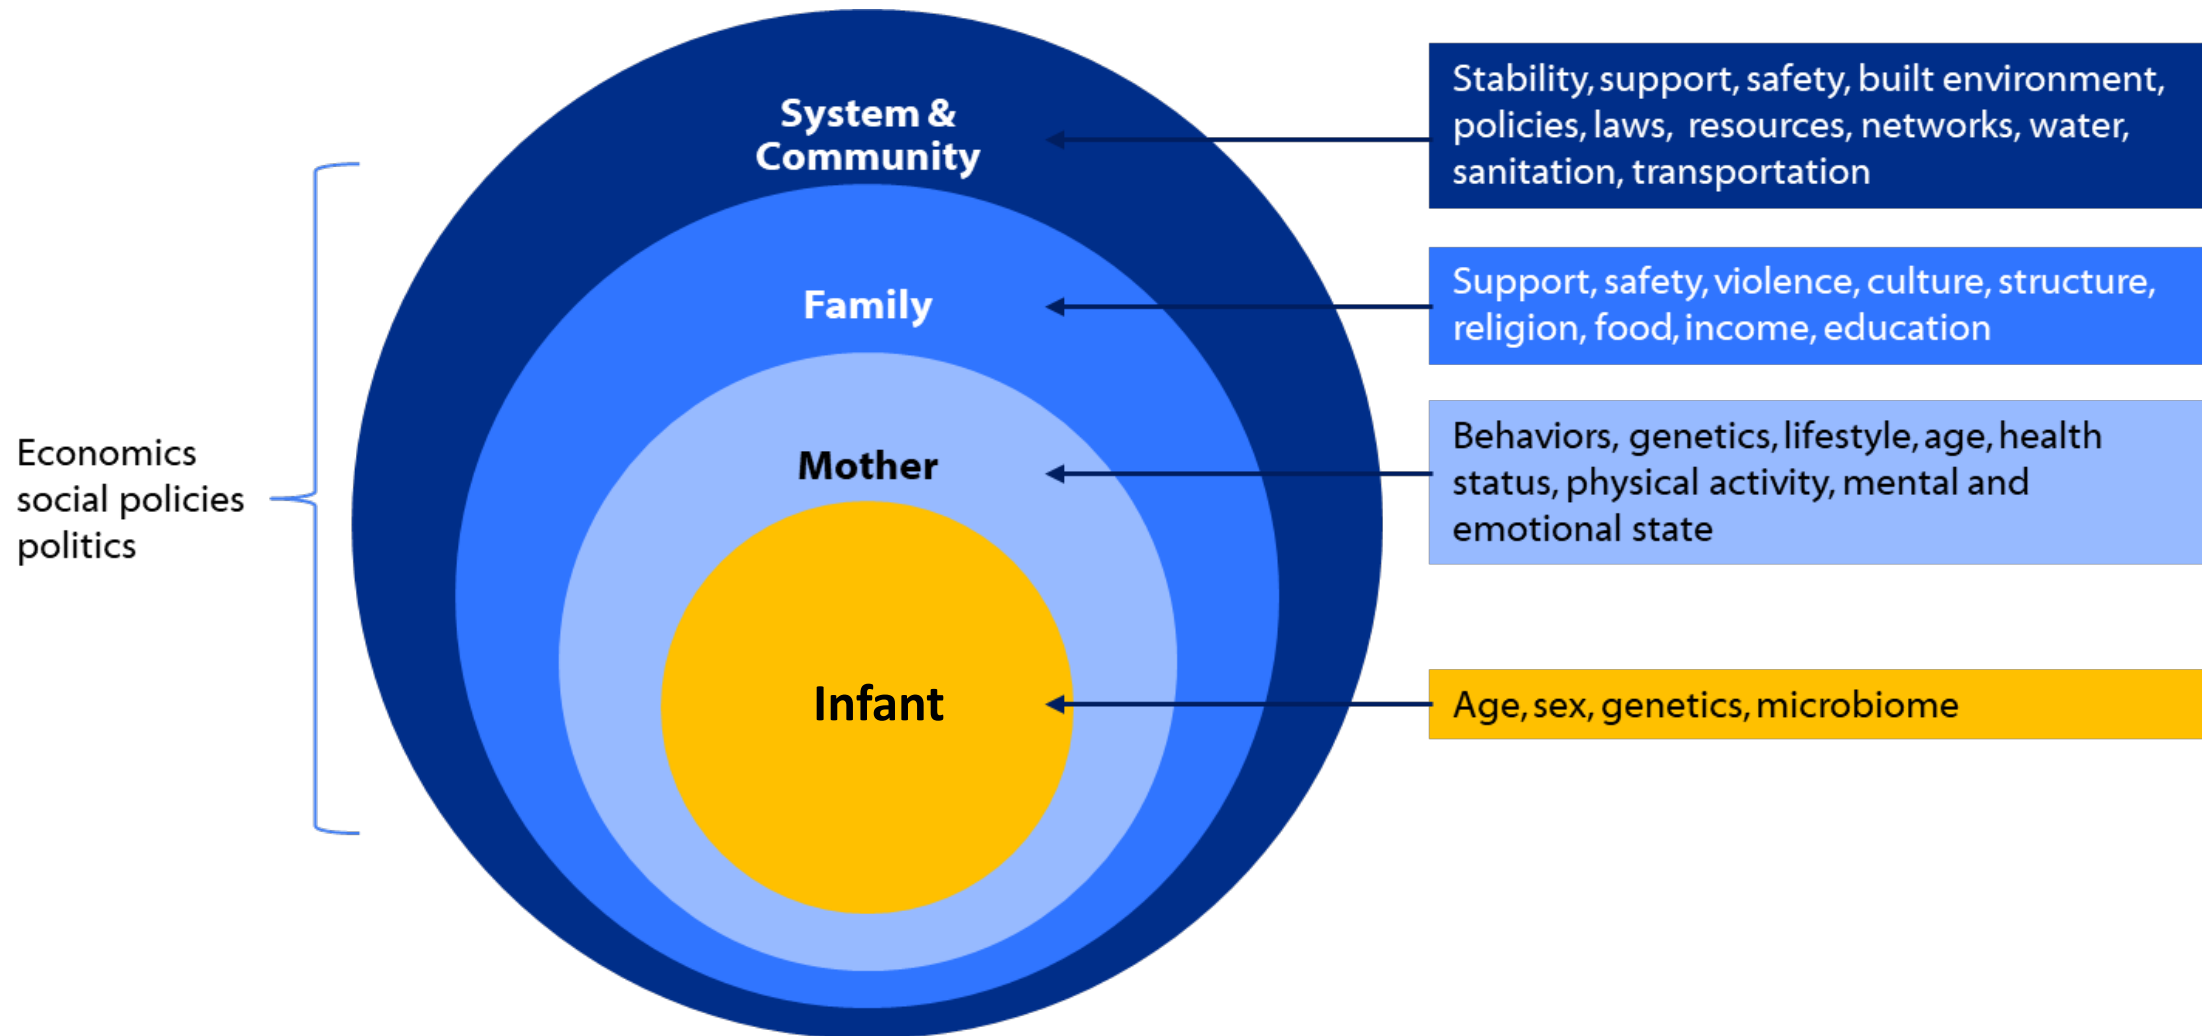 System &
Community
Stability, support, safety, built environment,
policies, laws, resources, networks, water,
sanitation, transportation
Family
Support, safety, violence, culture, structure,
religion, food, income, education
Economics
social policies
politics
Mother
Behaviors, genetics, lifestyle, age, health
status, physical activity, mental and
emotional state
Infant
Age, sex, genetics, microbiome